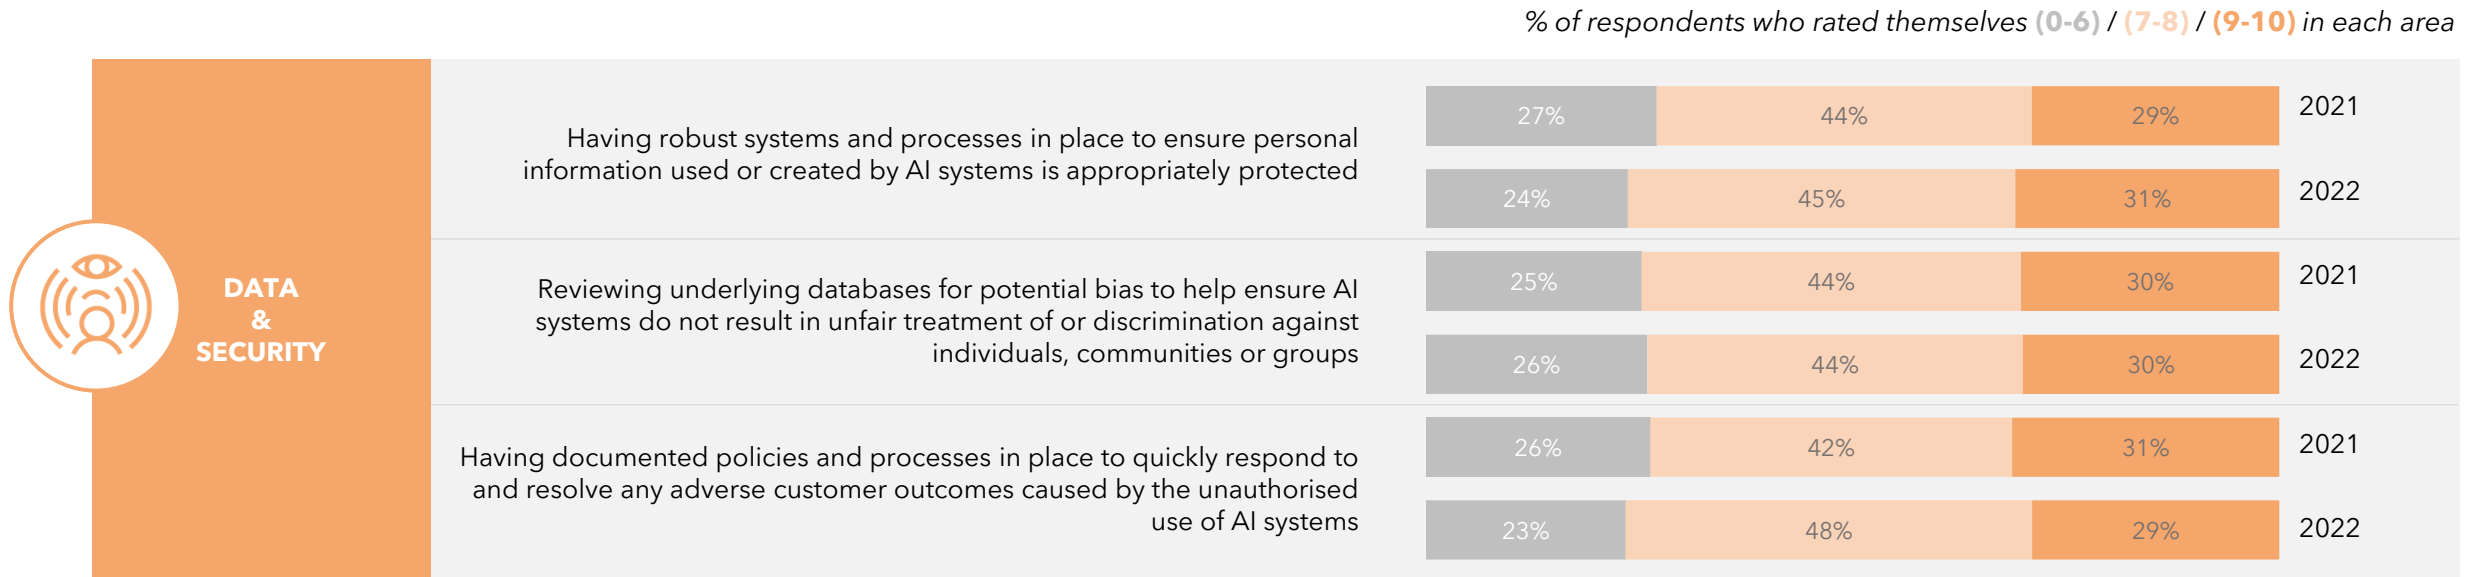 % of respondents who rated themselves (0-6) / (7-8) / (9-10) in each area
DATA
&
SECURITY
Having robust systems and processes in place to ensure personal
information used or created by AI systems is appropriately protected
27% 44% 29% 2021
24% 45% 31% 2022
Reviewing underlying databases for potential bias to help ensure AI
systems do not result in unfair treatment of or discrimination against
individuals, communities or groups
25% 44% 30% 2021
26% 44% 30% 2022
Having documented policies and processes in place to quickly respond to
and resolve any adverse customer outcomes caused by the unauthorised
use of AI systems
26% 42% 31% 2021
23% 48% 29% 2022